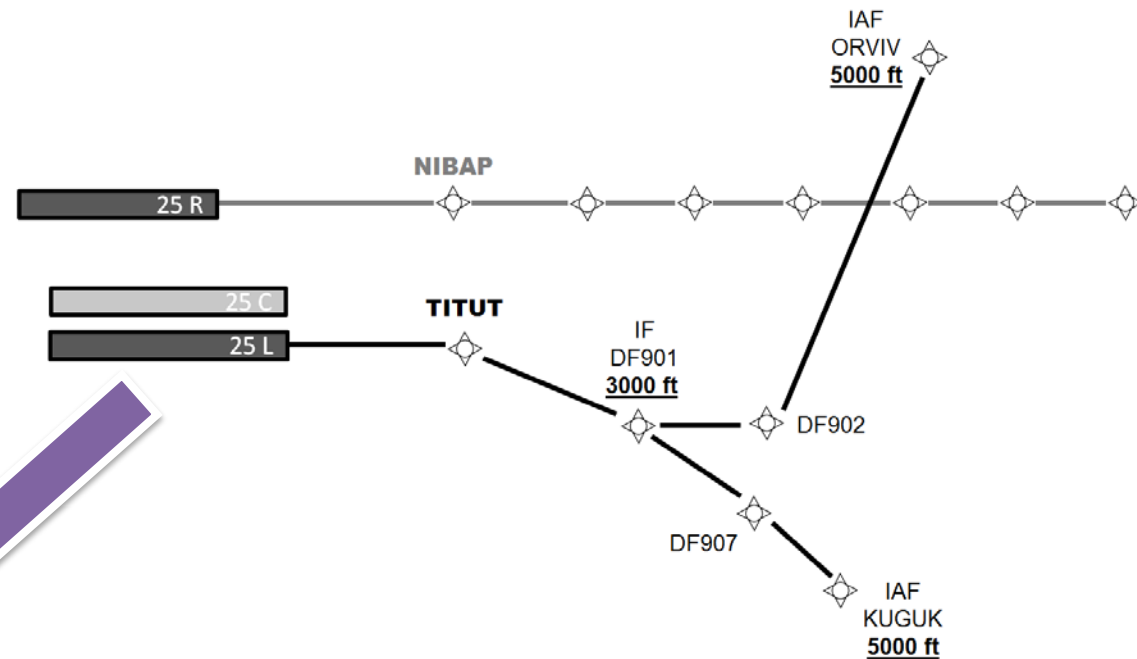 IAF
ORVIV
5000 ft
NIBAP
25 R
25 C
25 L
TITUT
IF
DF901
3000 ft
DF902
DF907
IAF
KUGUK
5000 ft